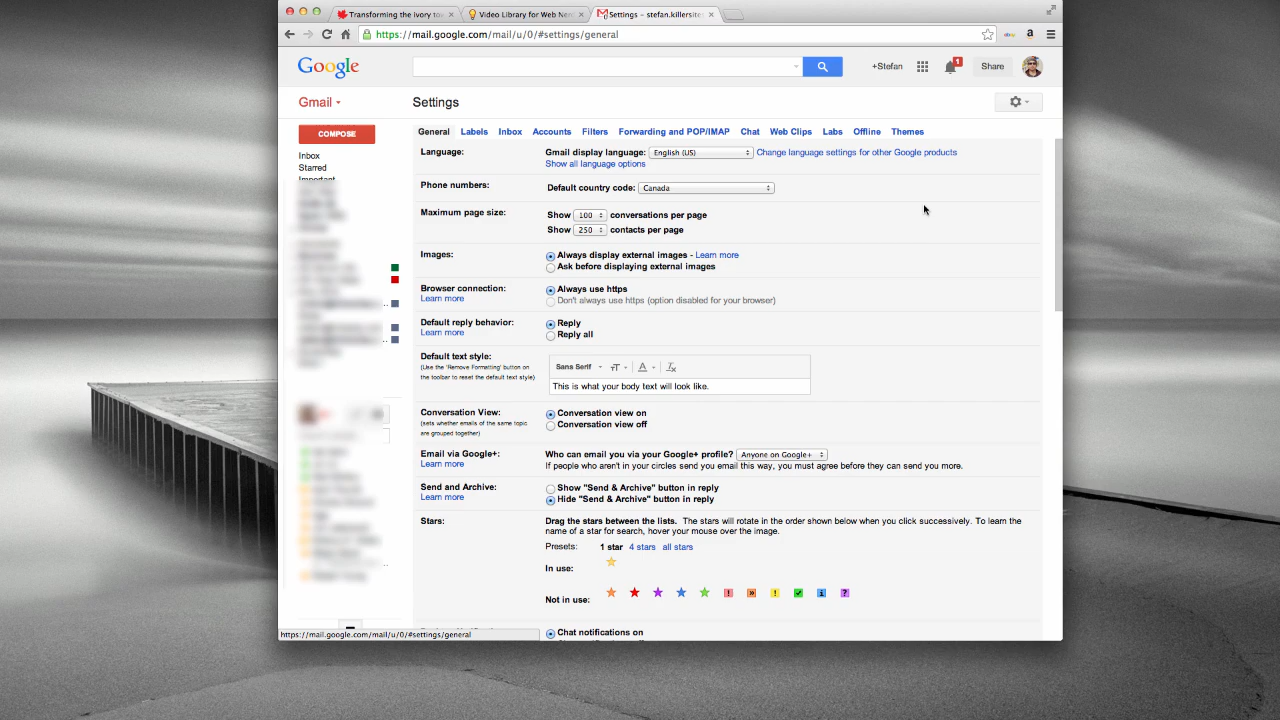 Transforming the ivory to
Video Library for Web Ne
Settings – stefan.killersite
https://mail.google.com/mail/u/0/#settings/general
ebay
a
Google
+Stefan
1
Share
Gmail
Settings
COMPOSE
General Labels Inbox Accounts Filters Forwarding and POP/IMAP Chat Web Clips Labs Offline Themes
Inbox
Starred
Important
Language:
Gmail display language: English (US) Change language settings for other Google products
Show all language options
Phone numbers:
Default country code: Canada
Maximum page size:
Show 100 conversations per page
Show 250 contacts per page
Images:
Always display external images - Learn more
Ask before displaying external images
Browser connection:
Learn more
Always use https
Don't always use https (option disabled for your browser)
Default reply behavior:
Learn more
Reply
Reply all
Default text style:
(Use the 'Remove Formatting' button on
the toolbar to reset the default text style)
Sans Serif TT A Tx
This is what your body text will look like.
Conversation View:
(sets whether emails of the same topic
are grouped together)
Conversation view on
Conversation view off
Email via Google+:
Learn more
Who can email you via your Google+ profile? Anyone on Google+
If people who aren't in your circles send you email this way, you must agree before they can send you more.
Send and Archive:
Learn more
Show "Send & Archive" button in reply
Hide "Send & Archive" button in reply
Stars:
Drag the stars between the lists. The stars will rotate in the order shown below when you click successively. To learn the
name of a star for search, hover your mouse over the image.
Presets: 1 star 4 stars all stars
In use:
Not in use: ! » ! i ?
Chat notifications on
https://mail.google.com/mail/u/0/#settings/general